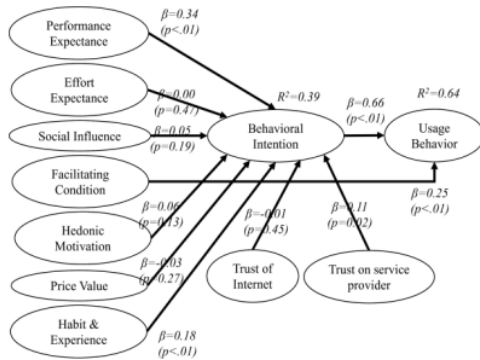 Performance
Expectance
β=0.34
(p<.01)
Effort
Expectance
β=0.00
(p=0.47)
R²=0.39
β=0.66
(p<.01)
R²=0.64
Social Influence
β=0.05
(p=0.19)
Behavioral
Intention
Usage
Behavior
Facilitating
Condition
β=0.25
(p<.01)
Hedonic
Motivation
β=0.06
(p=0.13)
β=-0.01
(p=0.45)
β=0.11
(p=0.02)
Price Value
β=-0.03
(p=0.27)
Trust of
Internet
Trust on service
provider
Habit &
Experience
β=0.18
(p<.01)